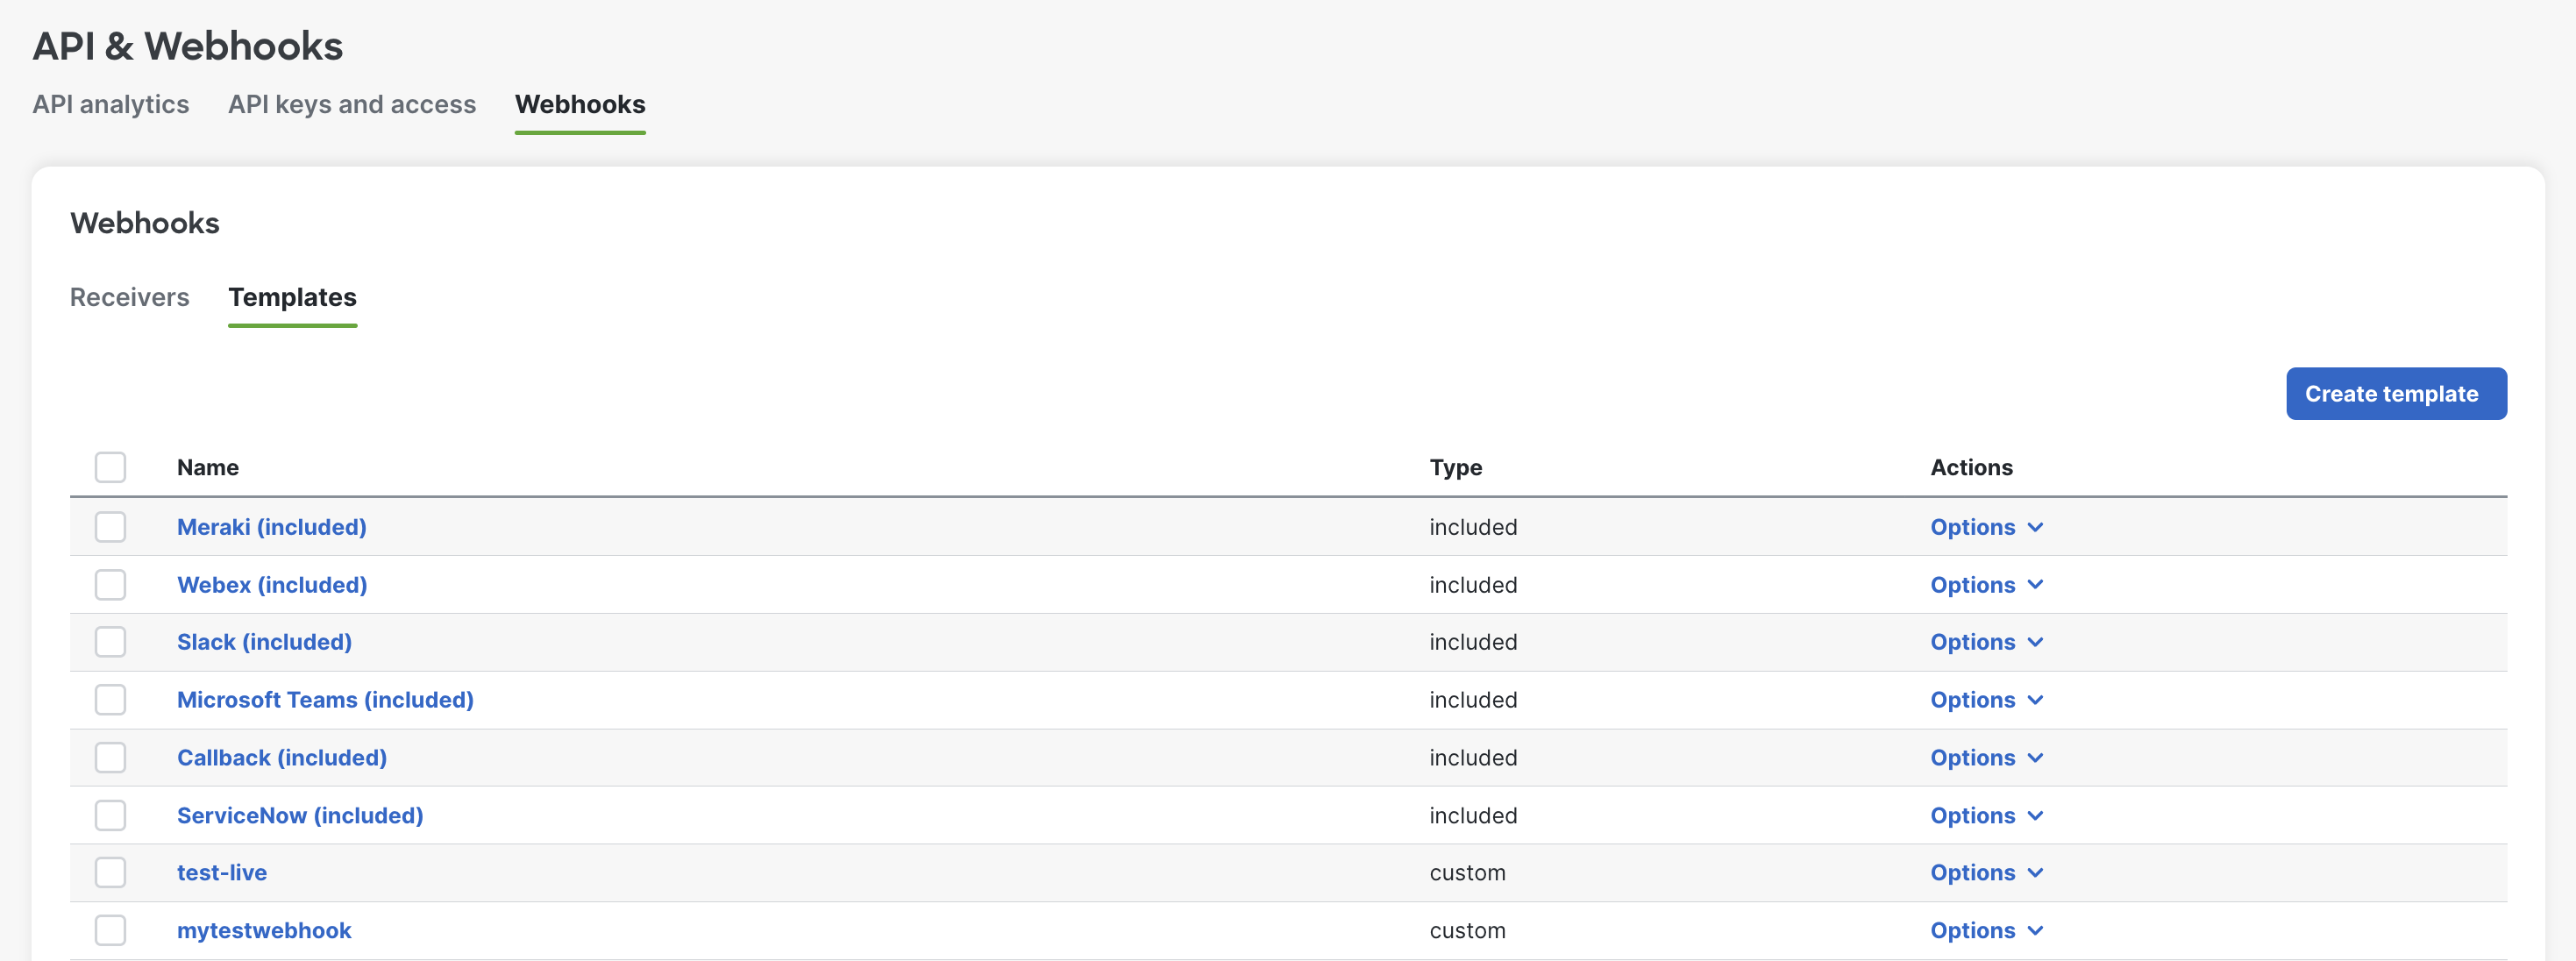 API & Webhooks
API analytics API keys and access Webhooks
Webhooks
Receivers Templates
Create template
Name Type Actions
Meraki (included) included Options
Webex (included) included Options
Slack (included) included Options
Microsoft Teams (included) included Options
Callback (included) included Options
ServiceNow (included) included Options
test-live custom Options
mytestwebhook custom Options